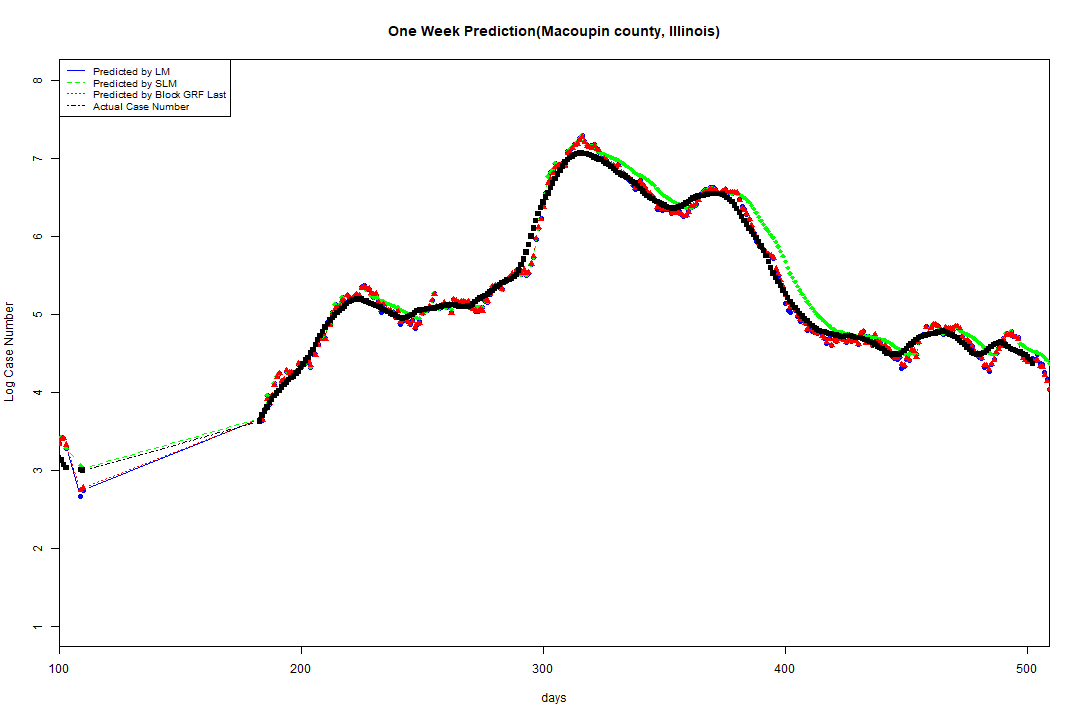 One Week Prediction(Macoupin county, Illinois)
Predicted by LM
Predicted by SLM
Predicted by Block GRF Last
Actual Case Number
8
7
6
5
4
3
2
1
Log Case Number
100 200 300 400 500
days